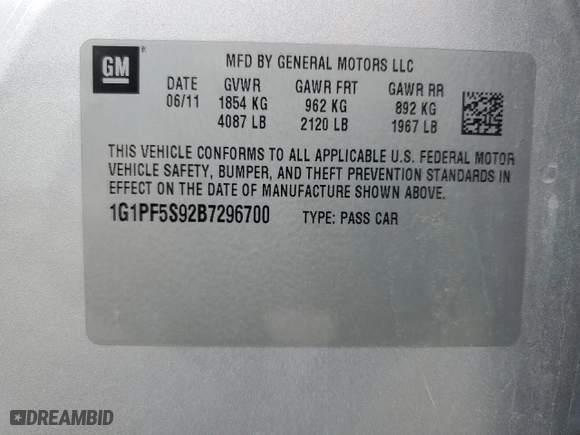 GM
MFD BY GENERAL MOTORS LLC
DATE GVWR GAWR FRT GAWR RR
06/11 1854 KG 962 KG 892 KG
4087 LB 2120 LB 1967 LB
THIS VEHICLE CONFORMS TO ALL APPLICABLE U.S. FEDERAL MOTOR
VEHICLE SAFETY, BUMPER, AND THEFT PREVENTION STANDARDS IN
EFFECT ON THE DATE OF MANUFACTURE SHOWN ABOVE.
1G1PF5S92B7296700 TYPE: PASS CAR
DREAMBID